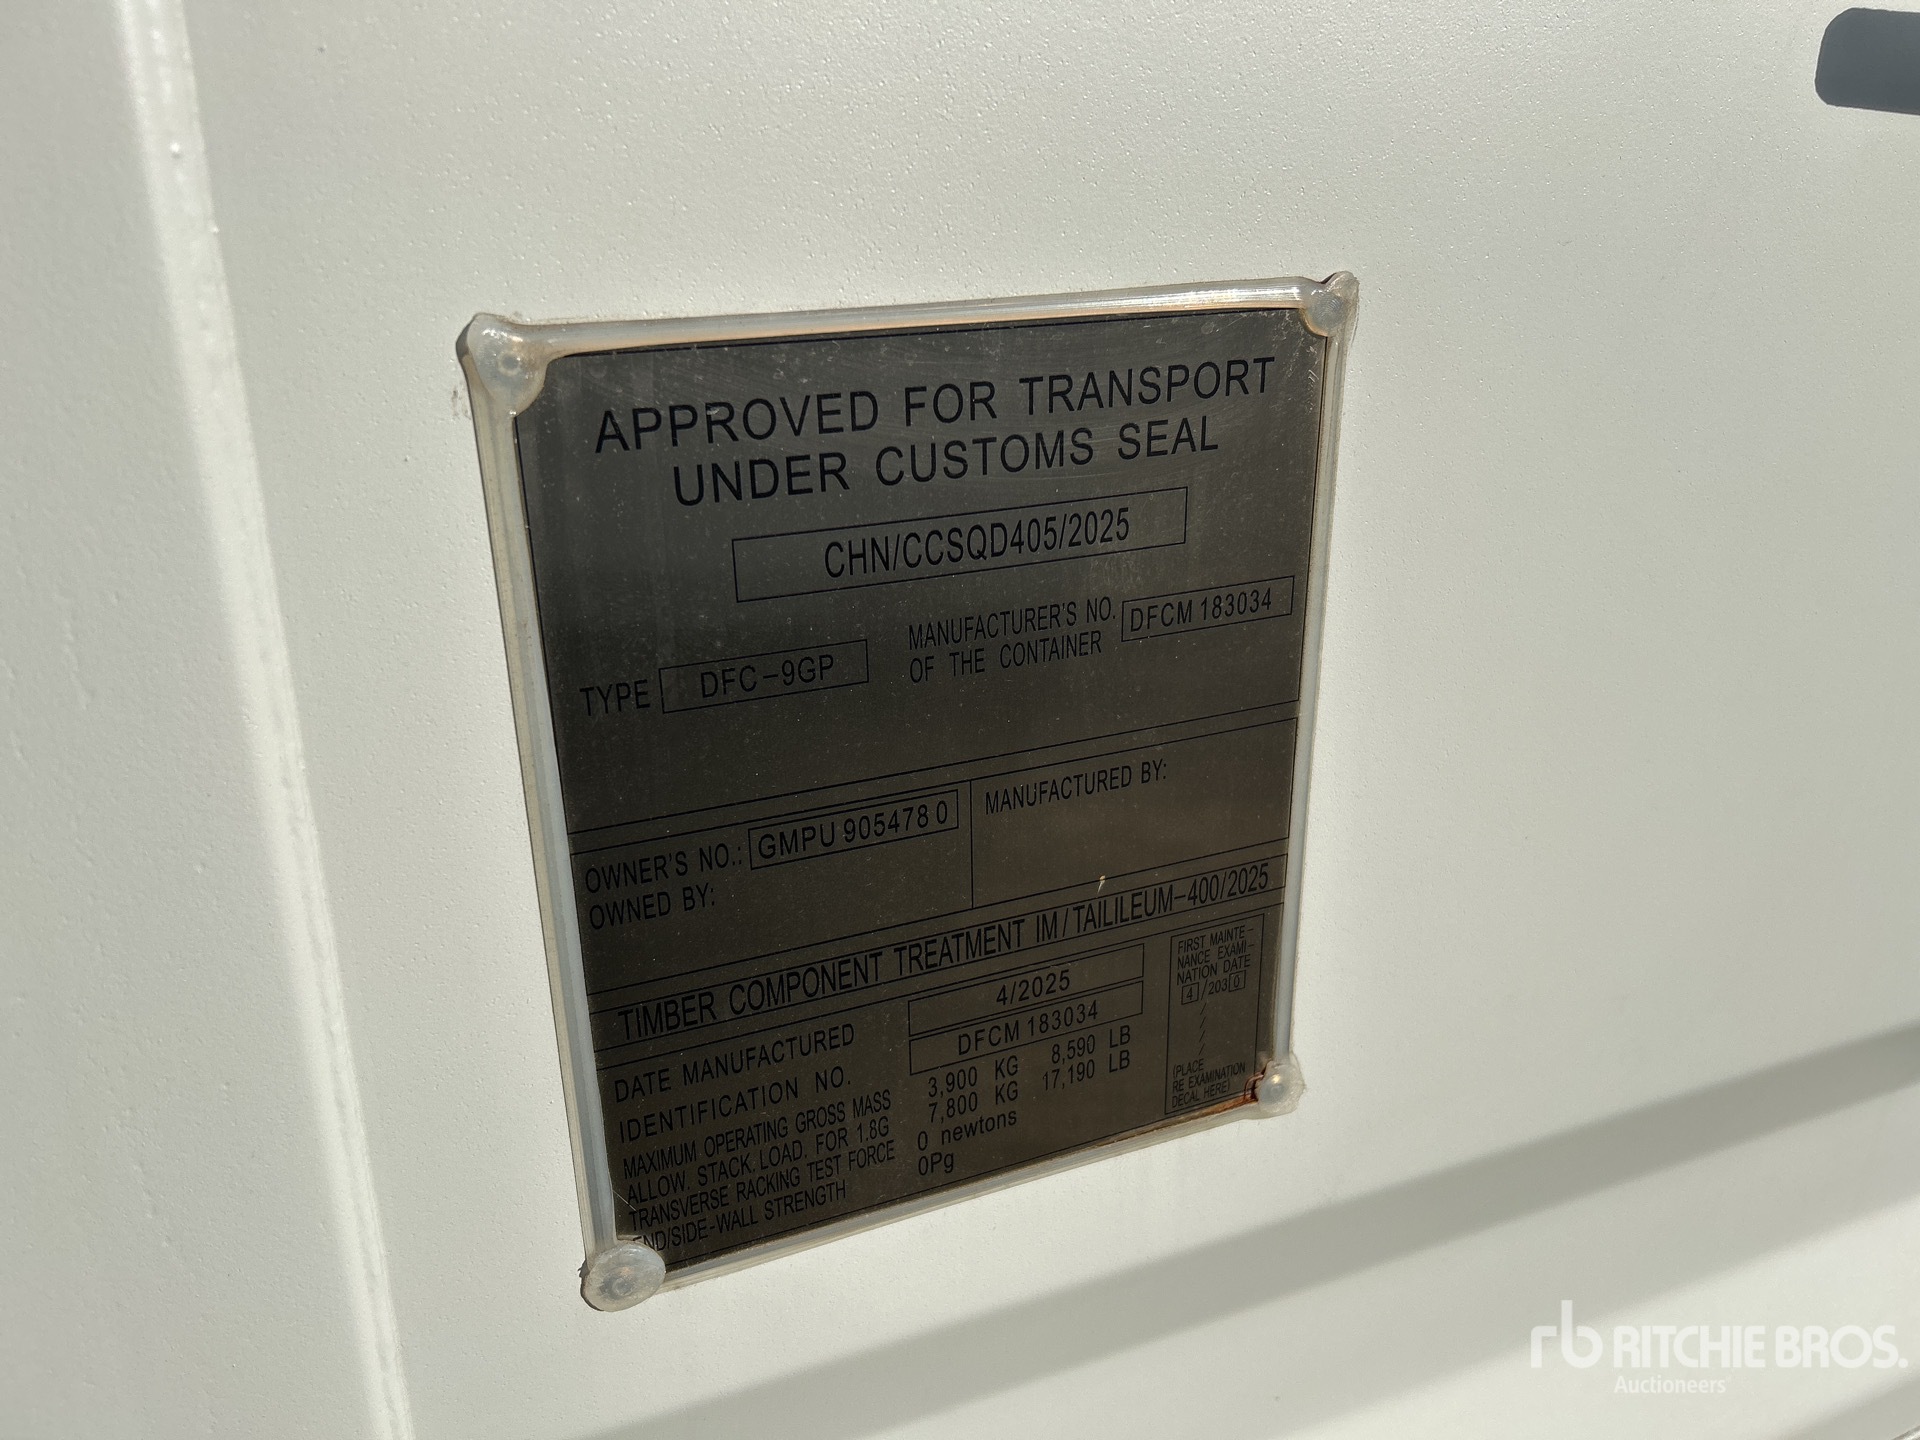 APPROVED FOR TRANSPORT
UNDER CUSTOMS SEAL
CHN/CCSQD405/2025
TYPE DFC-9GP
MANUFACTURER'S NO.
OF THE CONTAINER
DFCM 183034
OWNER'S NO.: GMPU 905478 0
OWNED BY:
MANUFACTURED BY:
TIMBER COMPONENT TREATMENT IM/TAILILEUM-400/2025
DATE MANUFACTURED 4/2025
IDENTIFICATION NO. DFCM 183034
MAXIMUM OPERATING GROSS MASS 3,900 KG 8,590 LB
ALLOW. STACK. LOAD. FOR 1.8G 7,800 KG 17,190 LB
TRANSVERSE RACKING TEST FORCE 0 newtons
END/SIDE-WALL STRENGTH 0Pg
FIRST MAINTE-
NANCE EXAMI-
NATION DATE
4/2030
(PLACE
RE EXAMINATION
DECAL HERE)
rb RITCHIE BROS.
Auctioneers